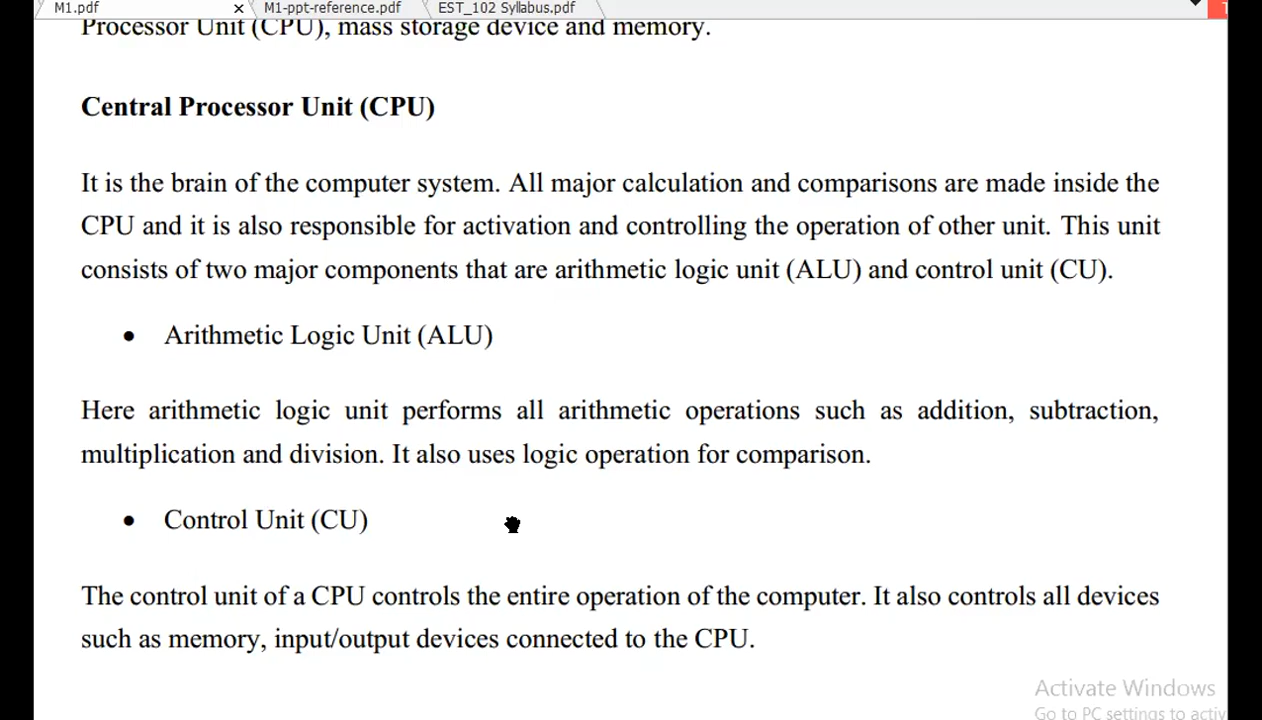 M1.pdf × M1-ppt-reference.pdf EST_102 Syllabus.pdf
Processor Unit (CPU), mass storage device and memory.
Central Processor Unit (CPU)
It is the brain of the computer system. All major calculation and comparisons are made inside the
CPU and it is also responsible for activation and controlling the operation of other unit. This unit
consists of two major components that are arithmetic logic unit (ALU) and control unit (CU).
• Arithmetic Logic Unit (ALU)
Here arithmetic logic unit performs all arithmetic operations such as addition, subtraction,
multiplication and division. It also uses logic operation for comparison.
• Control Unit (CU)
The control unit of a CPU controls the entire operation of the computer. It also controls all devices
such as memory, input/output devices connected to the CPU.
Activate Windows
Go to PC settings to activ